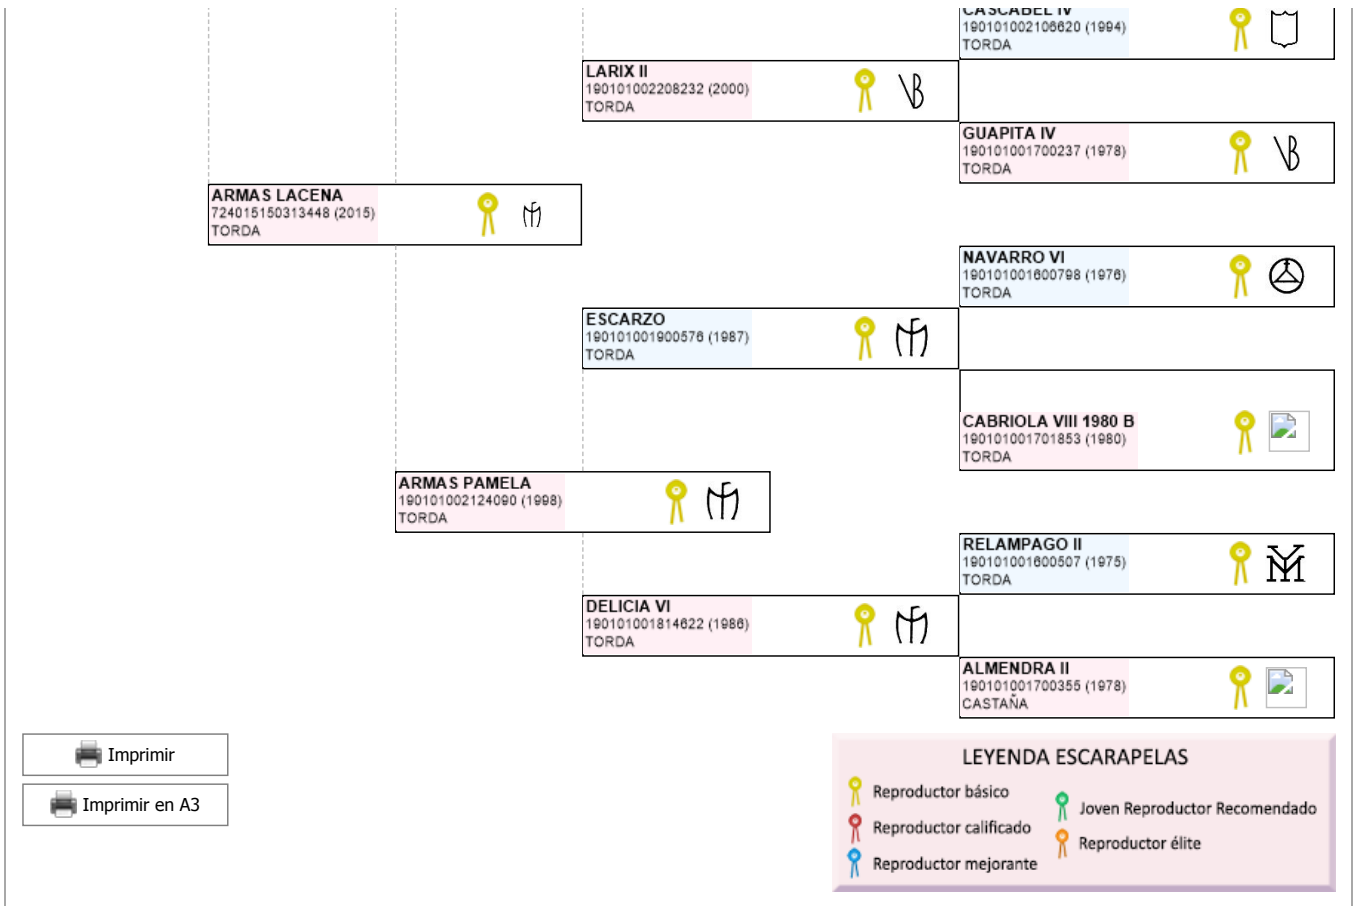 CASCABEL IV
190101002106620 (1994)
TORDA
LARIX II
190101002208232 (2000)
TORDA
GUAPITA IV
190101001700237 (1978)
TORDA
ARMAS LACENA
724015150313448 (2015)
TORDA
NAVARRO VI
190101001600798 (1976)
TORDA
ESCARZO
190101001900576 (1987)
TORDA
CABRIOLA VIII 1980 B
190101001701853 (1980)
TORDA
ARMAS PAMELA
190101002124090 (1998)
TORDA
RELAMPAGO II
190101001600507 (1975)
TORDA
DELICIA VI
190101001814622 (1986)
TORDA
ALMENDRA II
190101001700355 (1978)
CASTAÑA
Imprimir
Imprimir en A3
LEYENDA ESCARAPELAS
Reproductor básico
Reproductor calificado
Reproductor mejorante
Joven Reproductor Recomendado
Reproductor élite